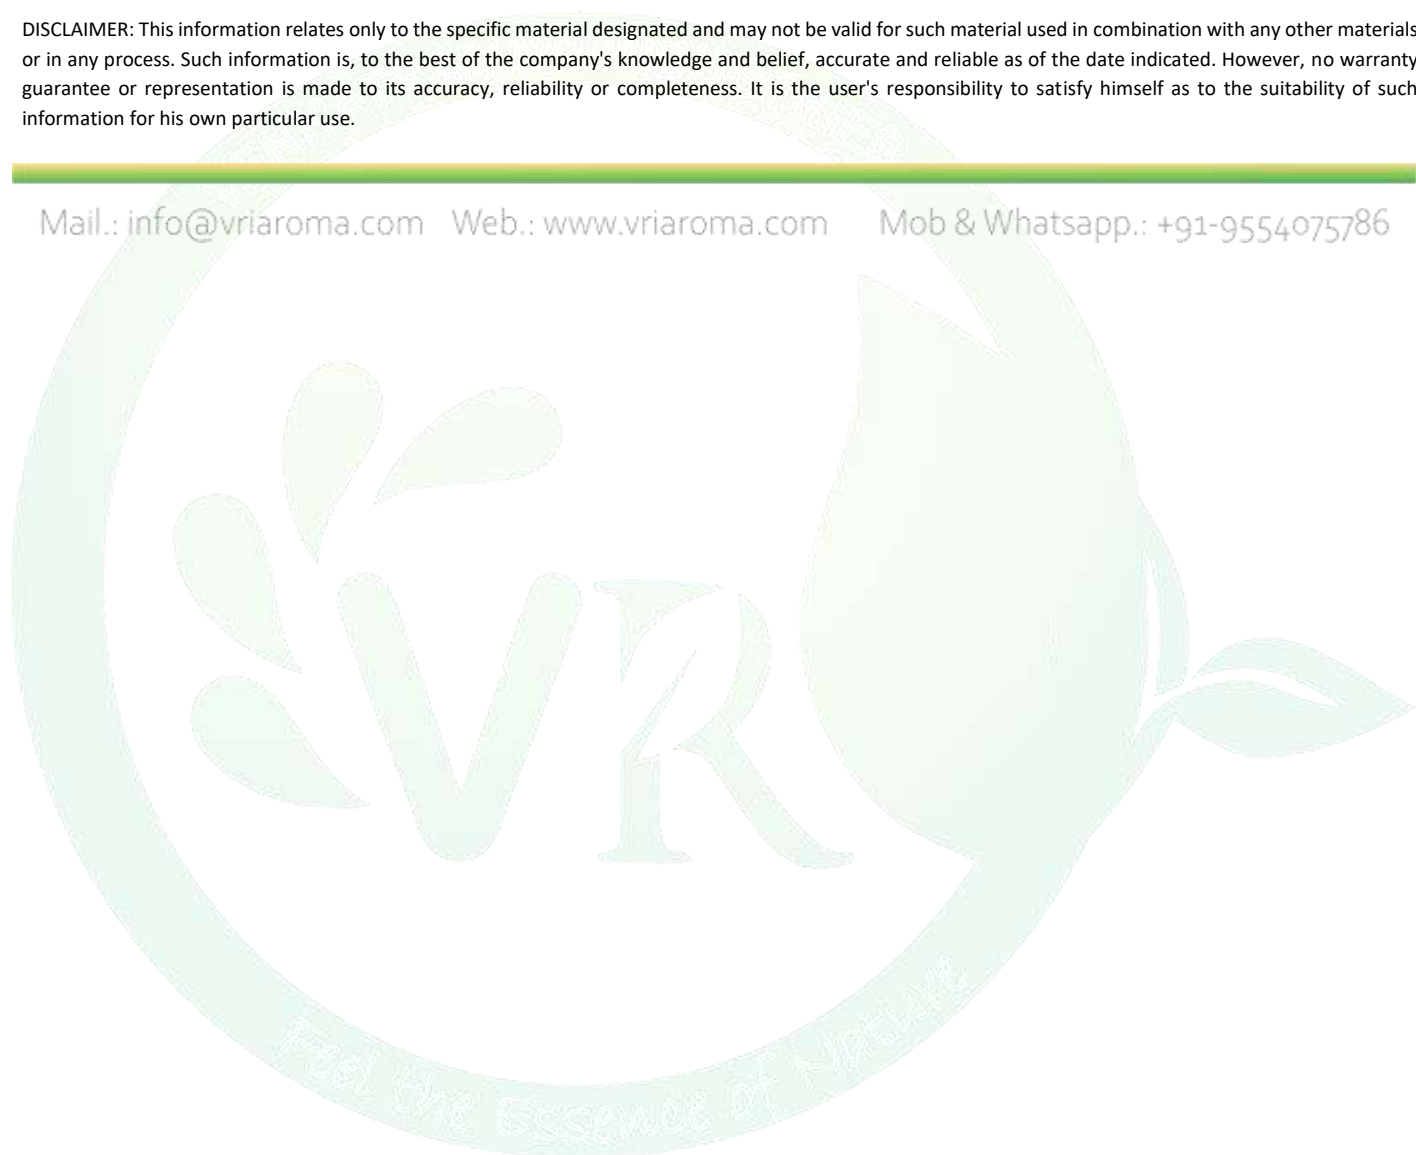 DISCLAIMER: This information relates only to the specific material designated and may not be valid for such material used in combination with any other materials
or in any process. Such information is, to the best of the company's knowledge and belief, accurate and reliable as of the date indicated. However, no warranty
guarantee or representation is made to its accuracy, reliability or completeness. It is the user's responsibility to satisfy himself as to the suitability of such
information for his own particular use.
Mail.: info@vriaroma.com Web.: www.vriaroma.com Mob & Whatsapp.: +91-9554075786
VR
Feel the Essence of Nature